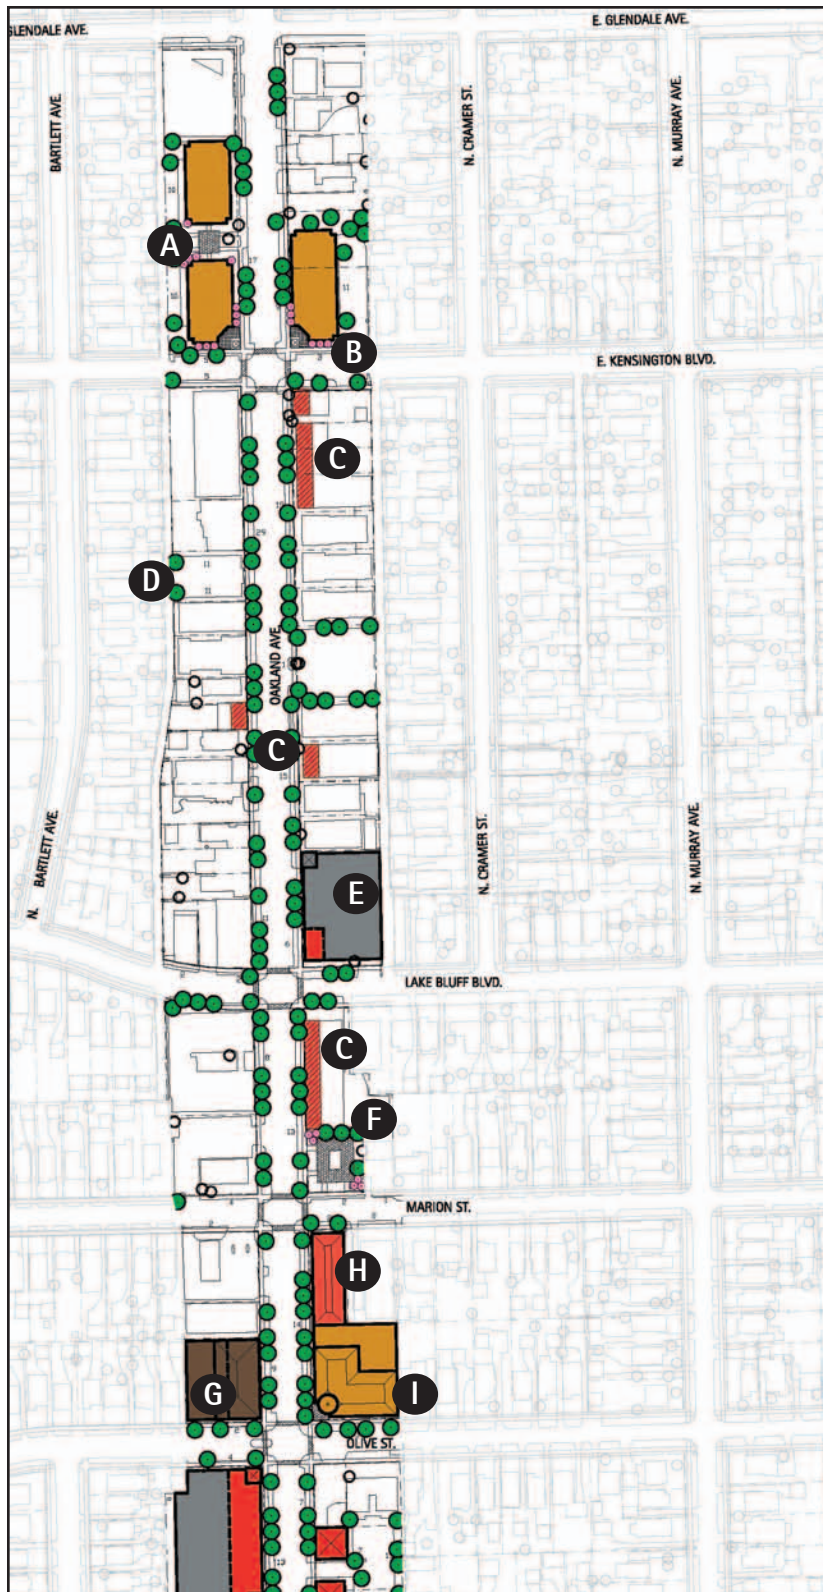 GLENDALE AVE.
E. GLENDALE AVE.
BARTLETT AVE.
N. CRAMER ST.
N. MURRAY AVE.
A
B
E. KENSINGTON BLVD.
C
D
OAKLAND AVE.
C
N. BARTLETT AVE.
N. CRAMER ST.
N. MURRAY AVE.
E
LAKE BLUFF BLVD.
C
F
MARION ST.
H
G
I
OLIVE ST.